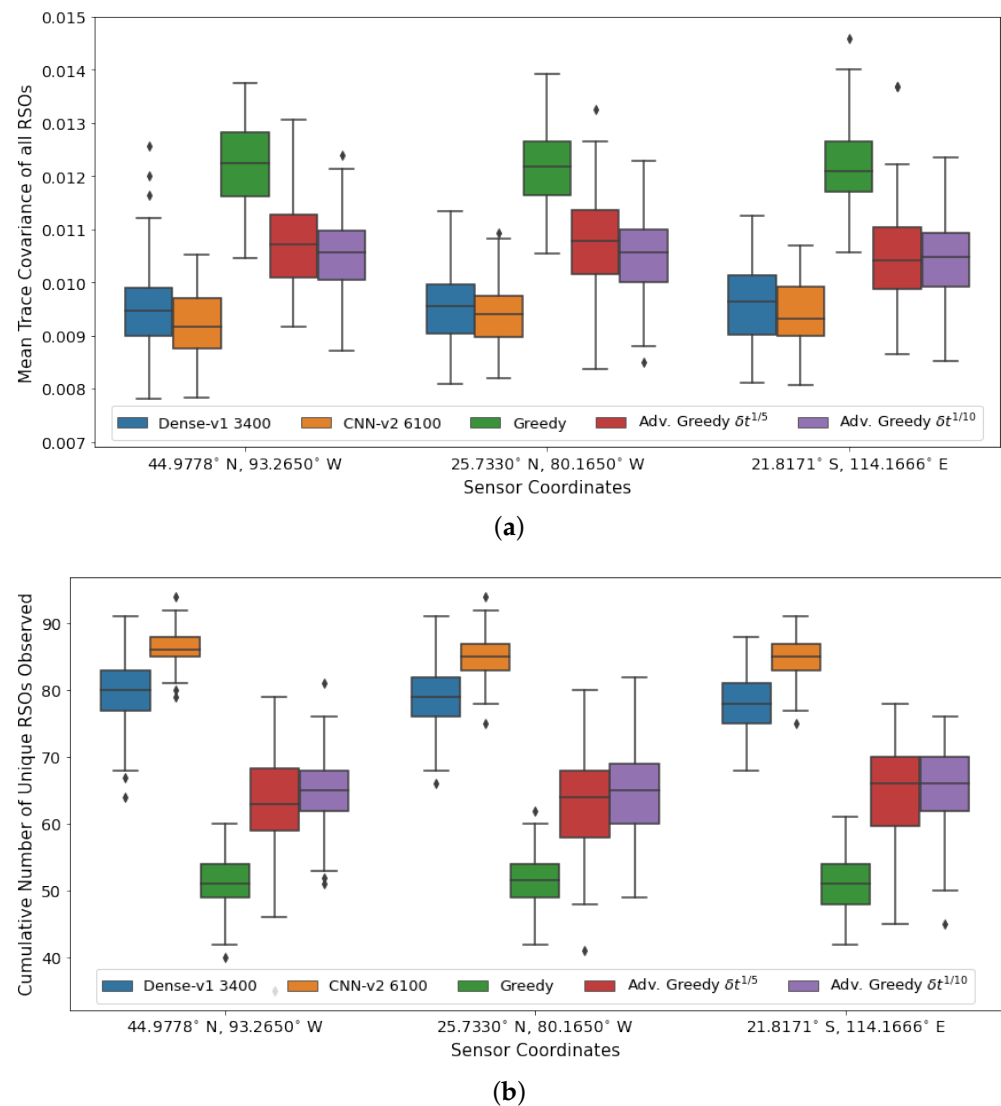 0.015
0.014
0.013
0.012
0.011
0.010
0.009
0.008
0.007
Mean Trace Covariance of all RSOs
Dense-v1 3400 CNN-v2 6100 Greedy Adv. Greedy δt^{1/5} Adv. Greedy δt^{1/10}
44.9778° N, 93.2650° W 25.7330° N, 80.1650° W 21.8171° S, 114.1666° E
Sensor Coordinates
(a)
90
80
70
60
50
40
Cumulative Number of Unique RSOs Observed
Dense-v1 3400 CNN-v2 6100 Greedy Adv. Greedy δt^{1/5} Adv. Greedy δt^{1/10}
44.9778° N, 93.2650° W 25.7330° N, 80.1650° W 21.8171° S, 114.1666° E
Sensor Coordinates
(b)